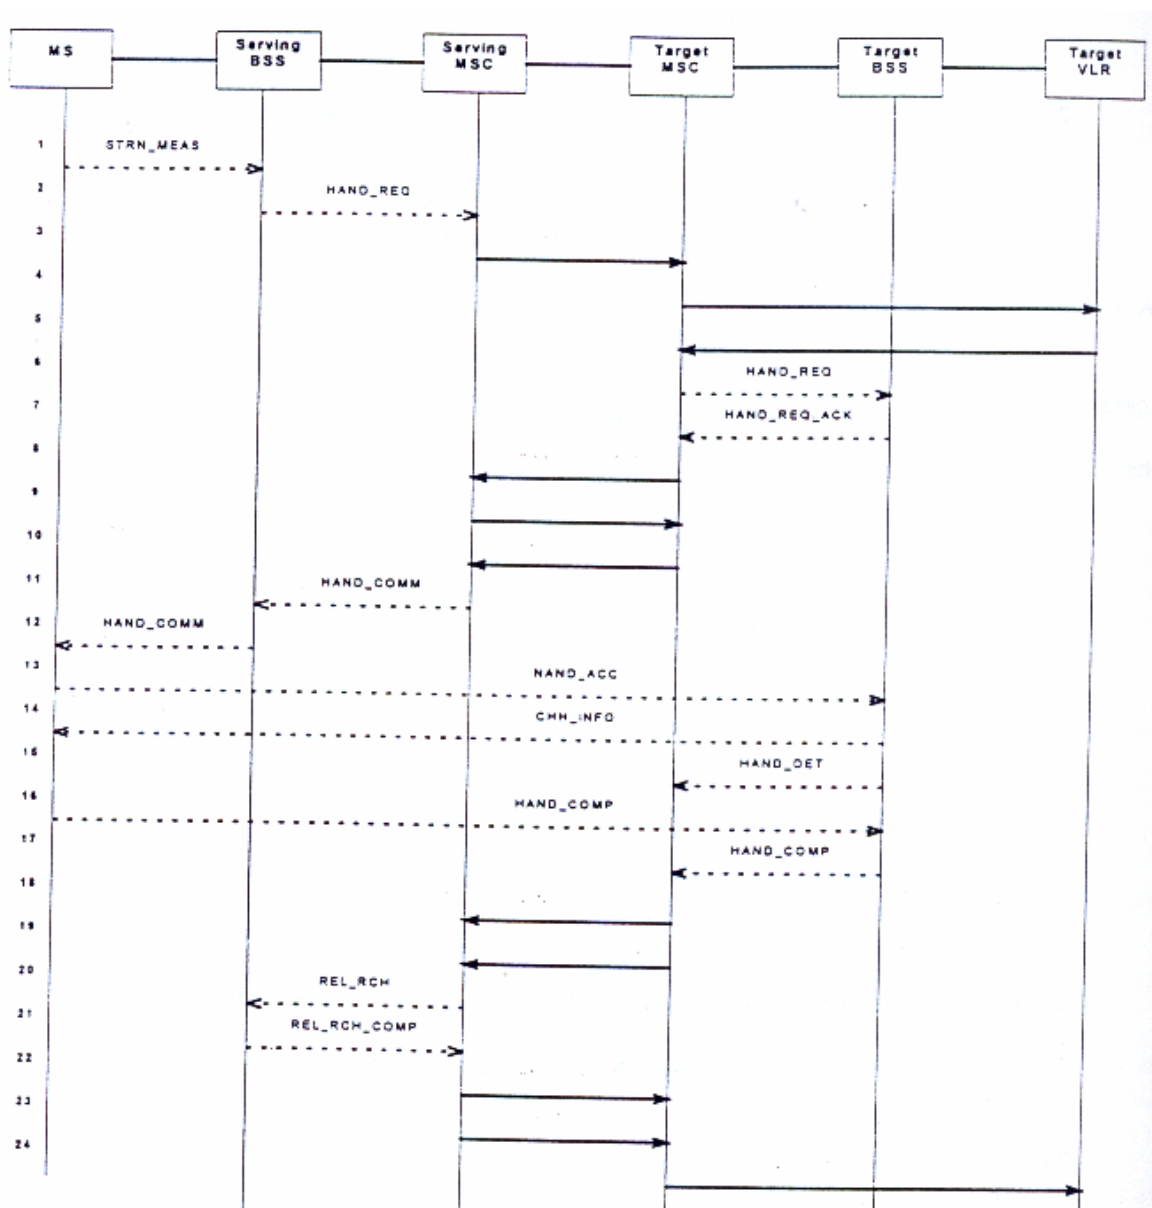 MS
Serving
BSS
Serving
MSC
Target
MSC
Target
BSS
Target
VLR
1
STRN_MEAS
2
HAND_REQ
3
4
5
6
HAND_REQ
7
HAND_REQ_ACK
8
9
10
11
HAND_COMM
12
HAND_COMM
13
NAND_ACC
14
CHH_INFO
15
HAND_DET
16
HAND_COMP
17
HAND_COMP
18
19
20
REL_RCH
21
REL_RCH_COMP
22
23
24